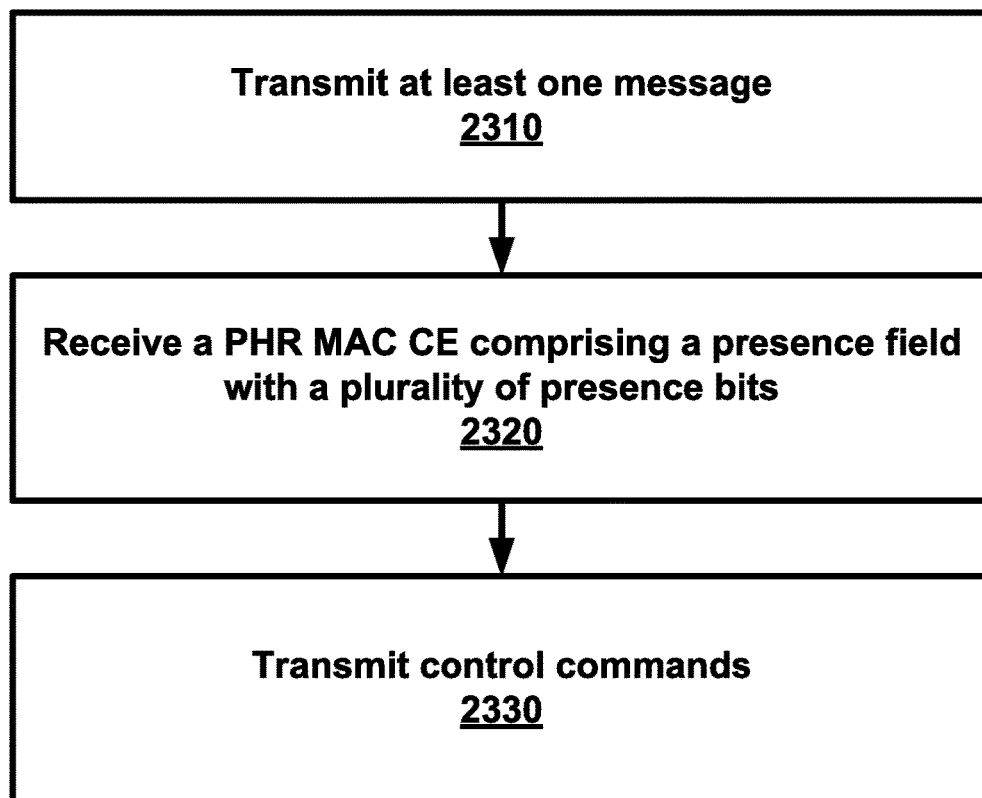 Transmit at least one message
2310
Receive a PHR MAC CE comprising a presence field
with a plurality of presence bits
2320
Transmit control commands
2330